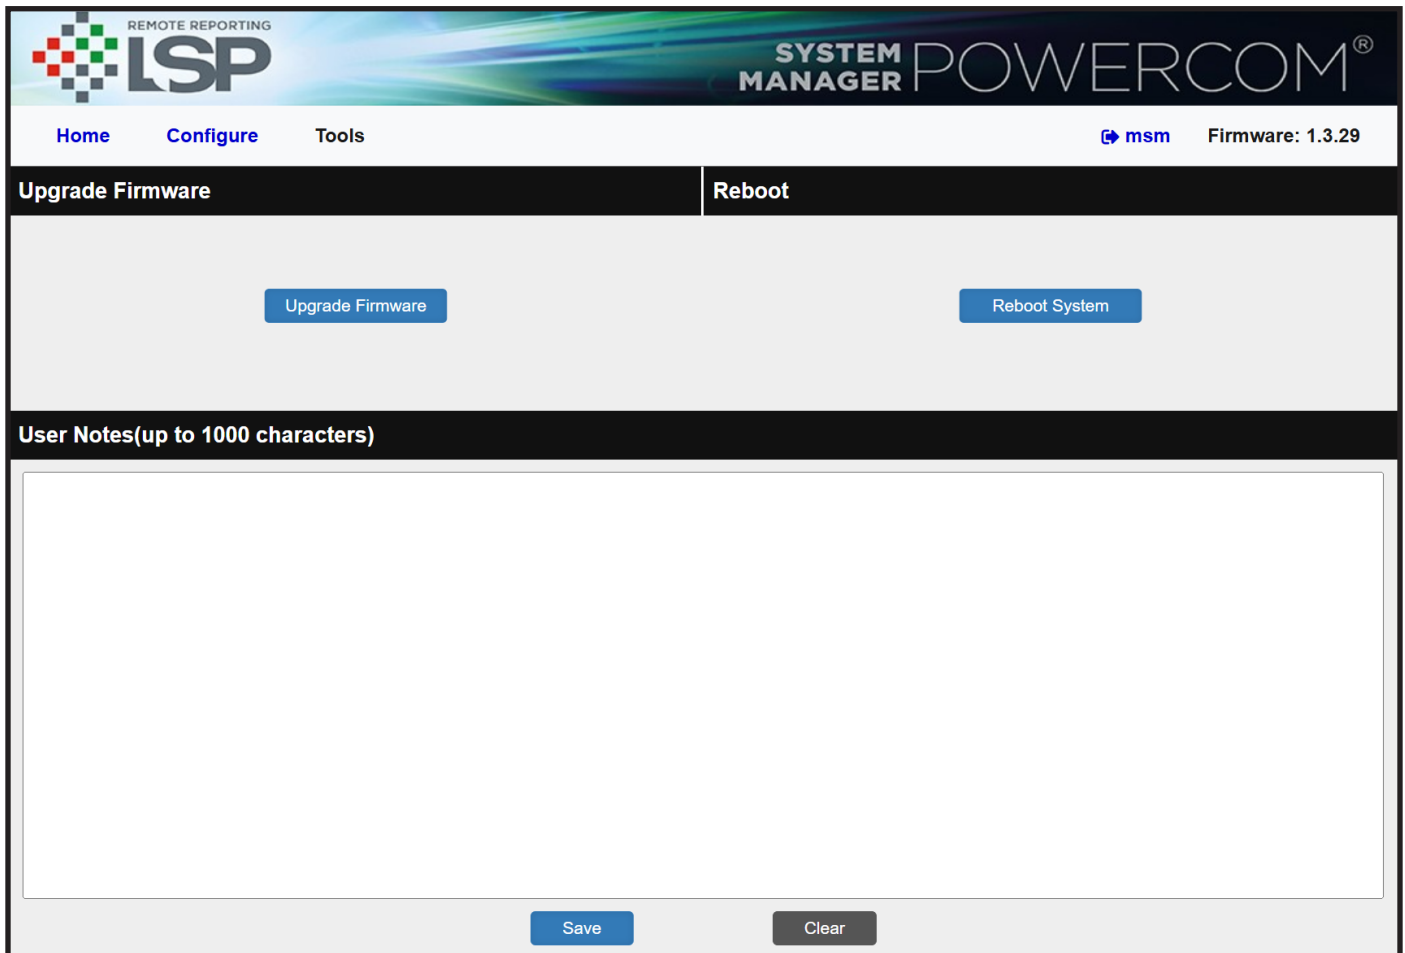 REMOTE REPORTING
LSP
SYSTEM
MANAGER
POWERCOM®
Home Configure Tools msm Firmware: 1.3.29
Upgrade Firmware Reboot
Upgrade Firmware Reboot System
User Notes(up to 1000 characters)
Save Clear